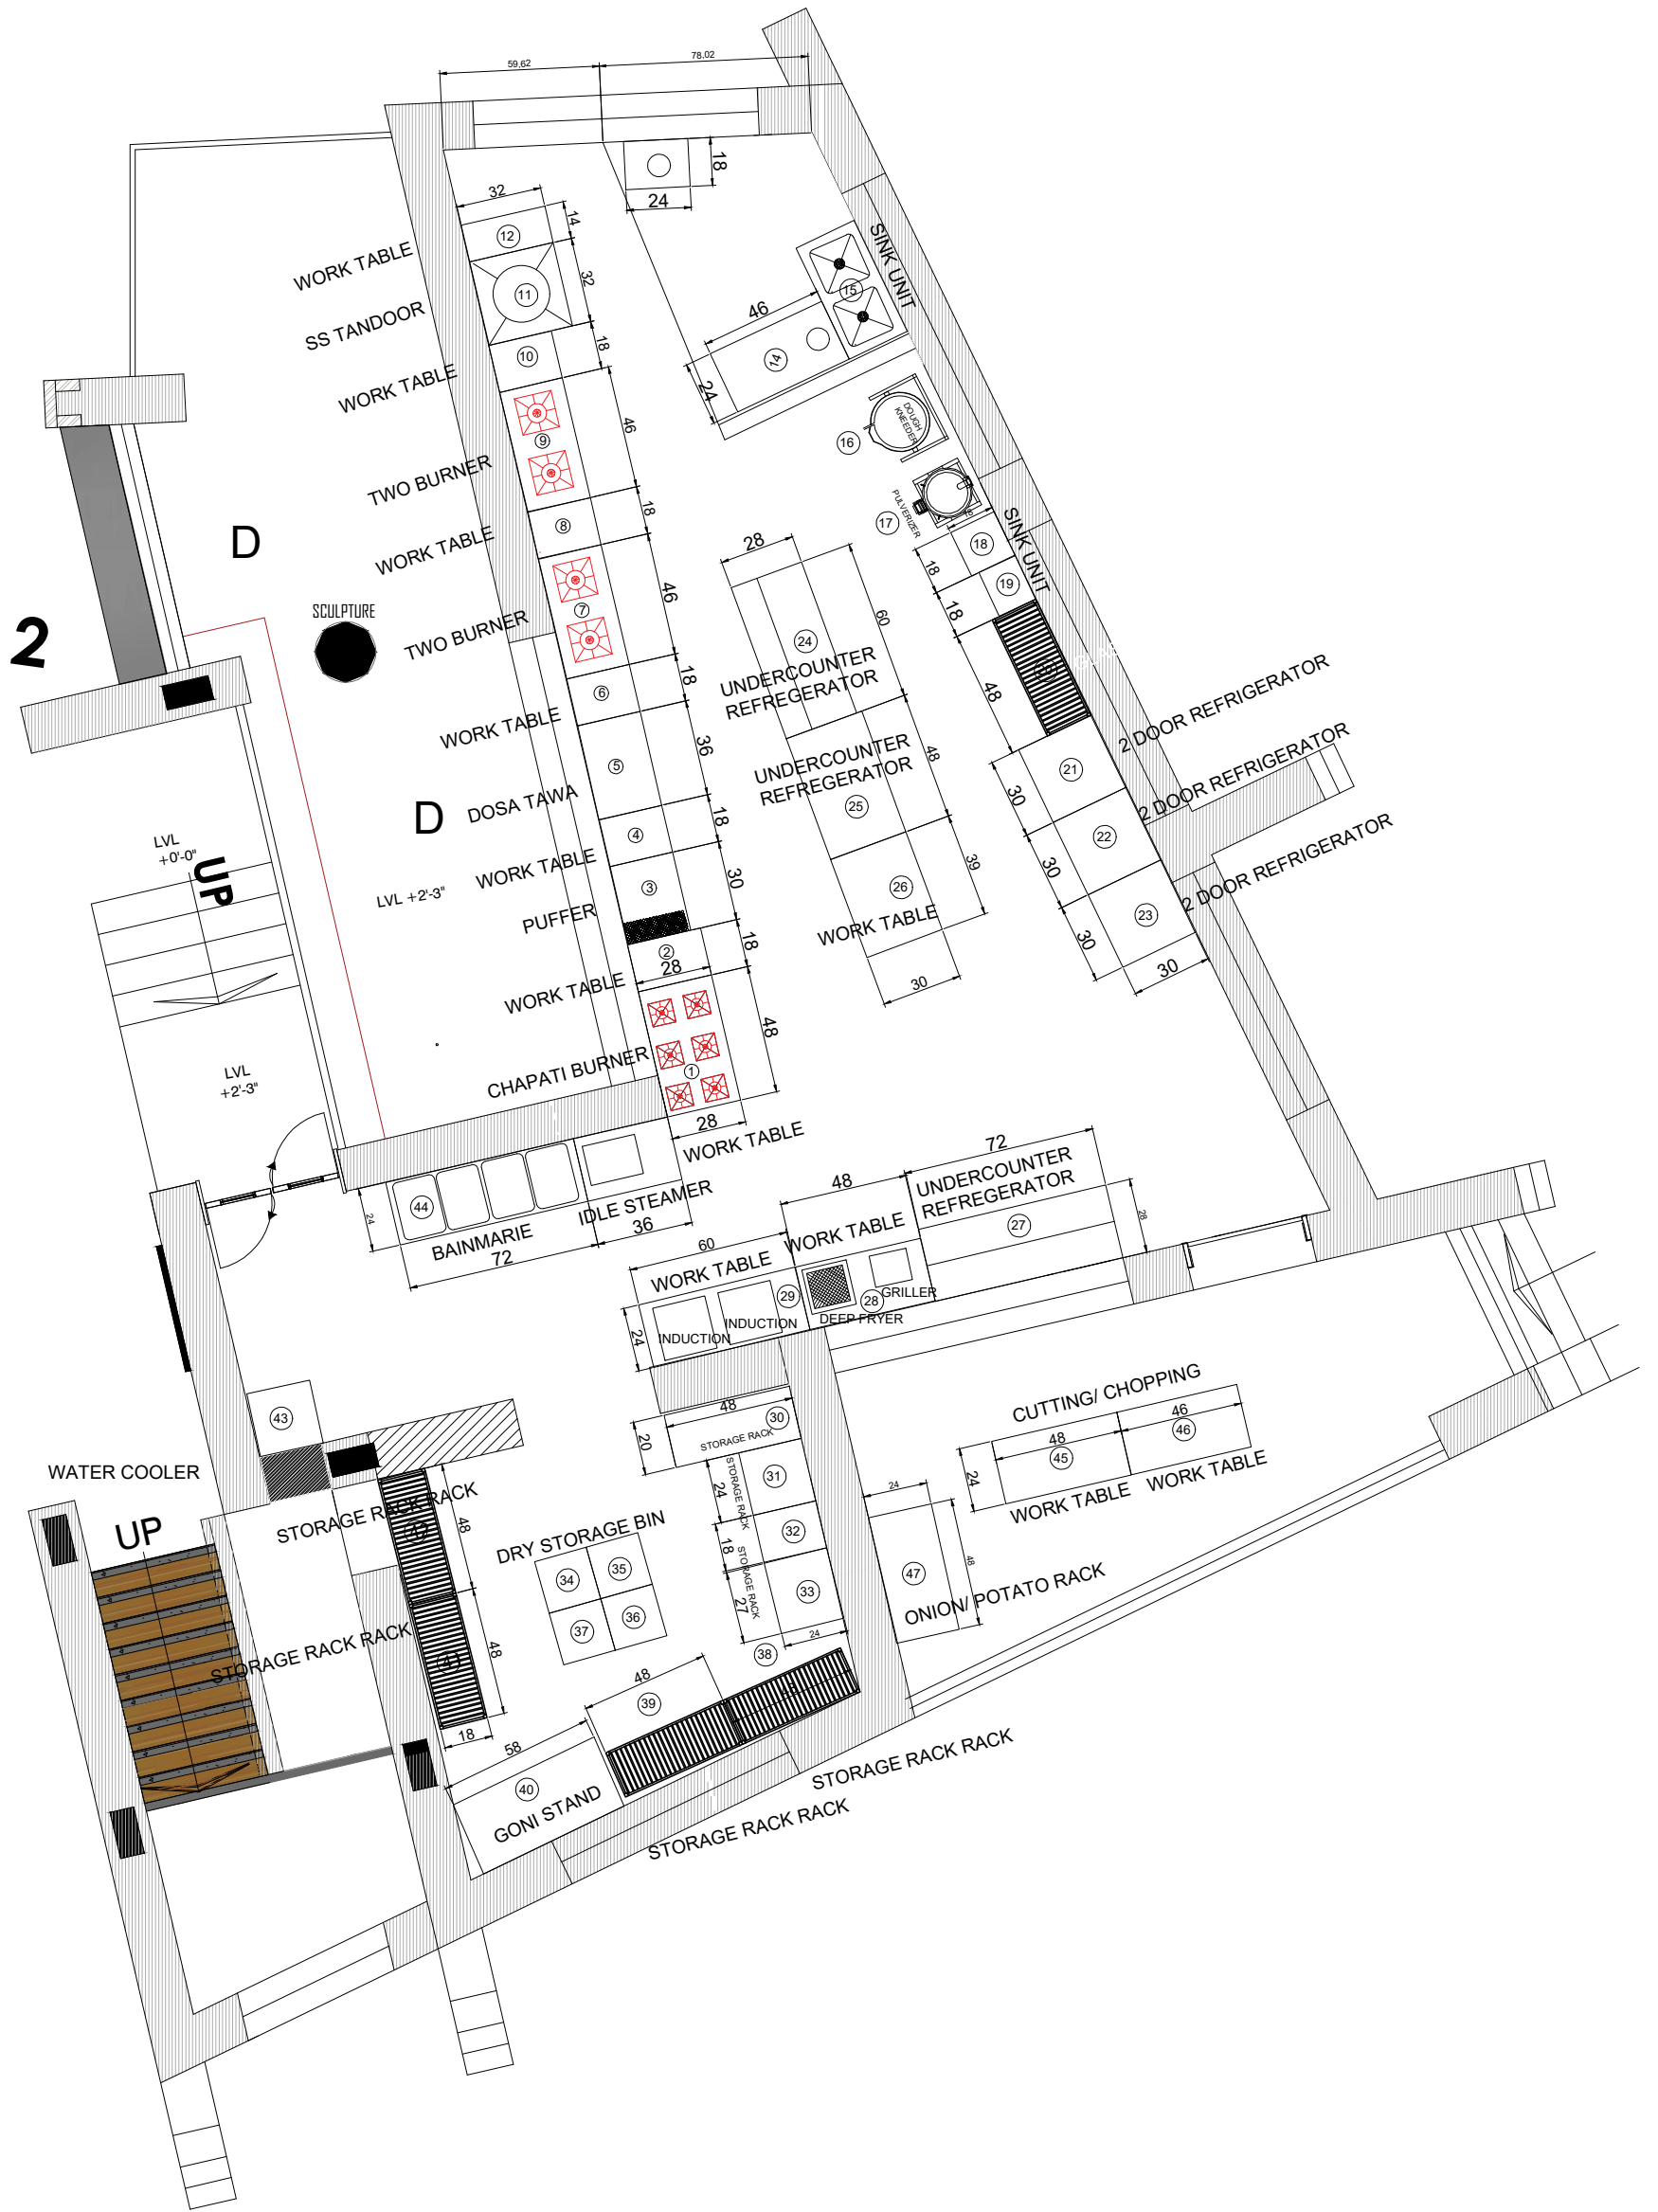 59,62
78.02
18
24
32
14
12
WORK TABLE
32
11
SS TANDOOR
18
10
WORK TABLE
46
9
TWO BURNER
18
8
WORK TABLE
46
7
TWO BURNER
18
6
WORK TABLE
36
5
DOSA TAWA
18
4
WORK TABLE
30
3
PUFFER
18
2
28
WORK TABLE
48
1
CHAPATI BURNER
28
WORK TABLE
SINK UNIT
15
46
14
24
16
DOUGH
KNEEDER
17
PULVERIZER
18
18
18
SINK UNIT
19
18
48
21
30
2 DOOR REFRIGERATOR
22
30
2 DOOR REFRIGERATOR
23
30
30
2 DOOR REFRIGERATOR
28
60
24
UNDERCOUNTER
REFREGERATOR
48
UNDERCOUNTER
REFREGERATOR
25
39
26
WORK TABLE
30
D
2
SCULPTURE
D
LVL
+0'-0"
UP
LVL +2'-3"
LVL
+2'-3"
44
24
BAINMARIE
72
IDLE STEAMER
36
72
UNDERCOUNTER
REFREGERATOR
27
28
48
WORK TABLE
60
WORK TABLE
29
28
GRILLER
DEEP FRYER
INDUCTION
INDUCTION
24
43
WATER COOLER
UP
STORAGE RACK RACK
42
48
STORAGE RACK RACK
41
48
18
48
30
20
STORAGE RACK
31
24
STORAGE RACK
32
18
STORAGE RACK
33
27
24
DRY STORAGE BIN
34
35
37
36
38
48
48
39
58
40
GONI STAND
STORAGE RACK RACK
STORAGE RACK RACK
CUTTING/ CHOPPING
46
46
48
45
24
WORK TABLE
WORK TABLE
24
48
47
ONION/ POTATO RACK